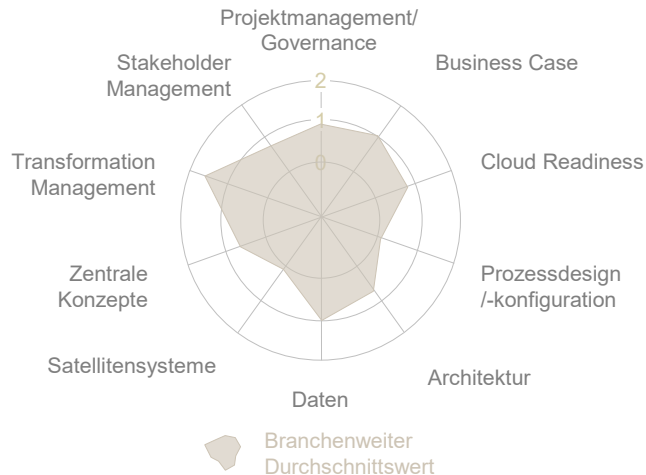 Projektmanagement/
Governance
Stakeholder
Management
Business Case
2
1
0
Transformation
Management
Cloud Readiness
Zentrale
Konzepte
Prozessdesign
/-konfiguration
Satellitensysteme
Architektur
Daten
Branchenweiter
Durchschnittswert